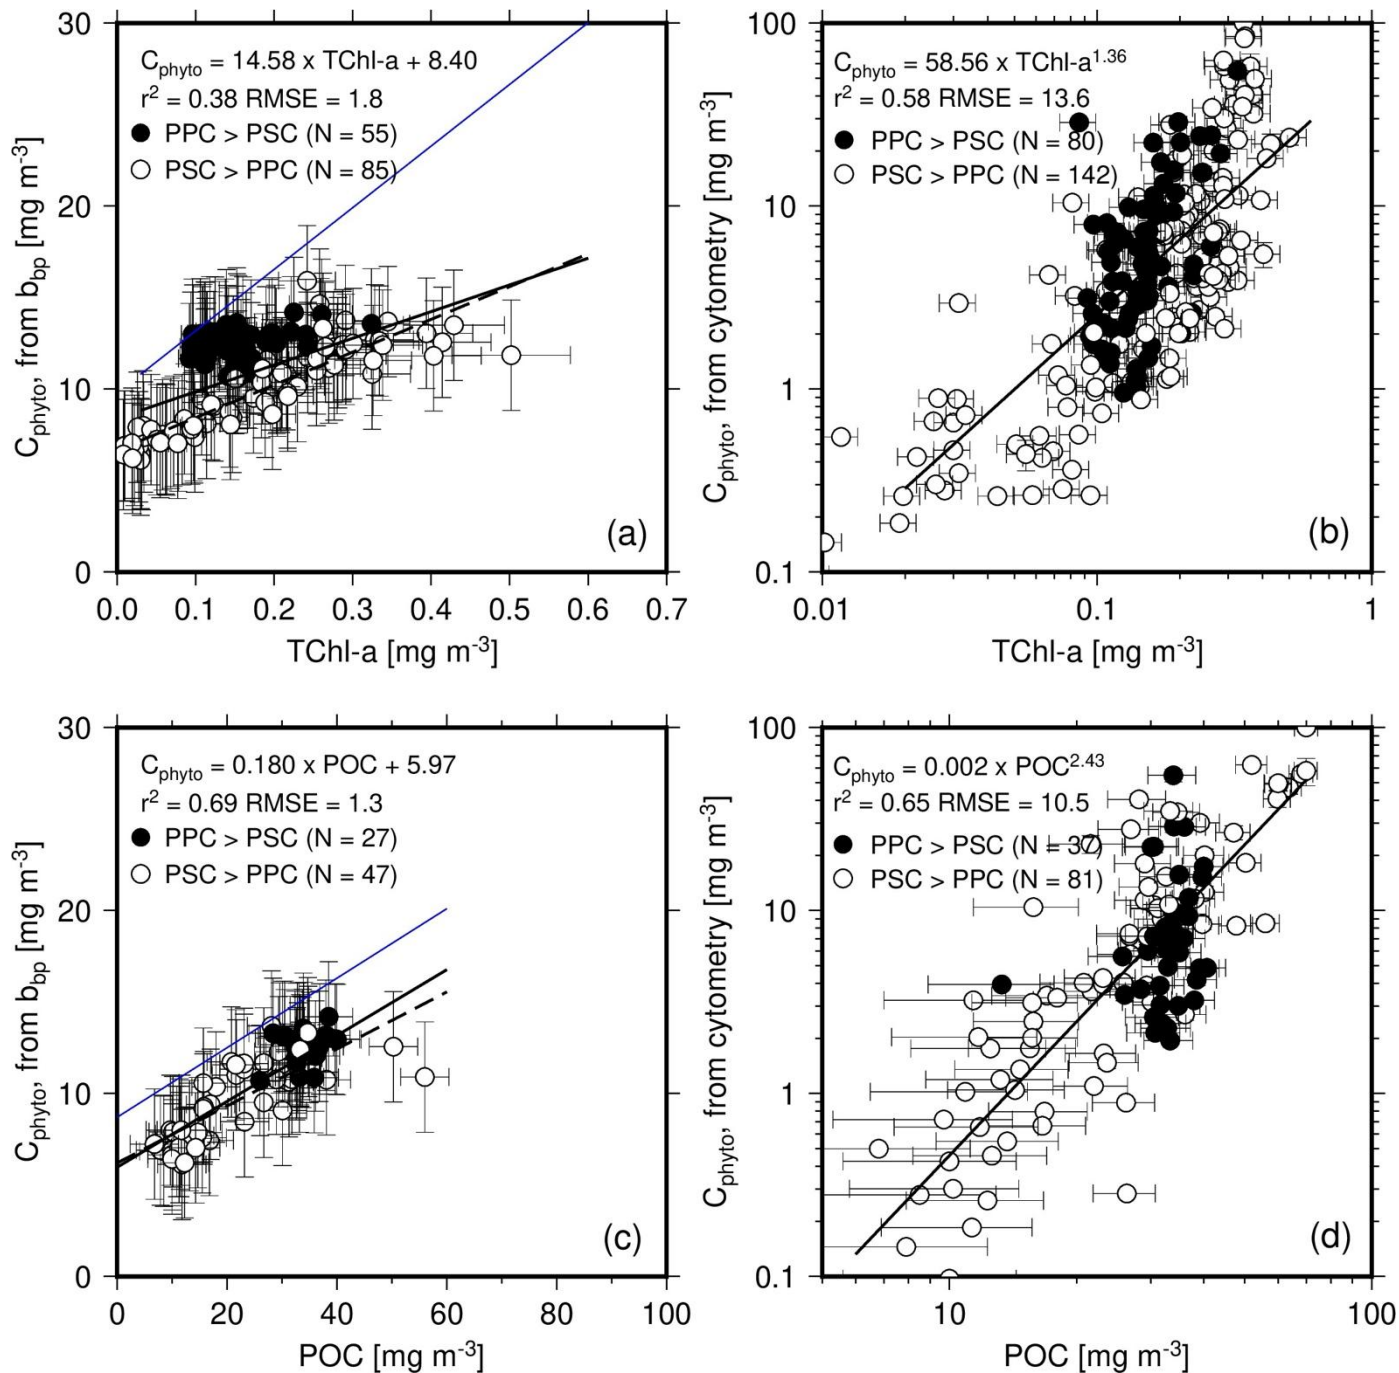 C_phyto = 14.58 x TChl-a + 8.40
r² = 0.38 RMSE = 1.8
PPC > PSC (N = 55)
PSC > PPC (N = 85)
30
20
10
0
C_phyto, from b_bp [mg m⁻³]
(a)
0.0 0.1 0.2 0.3 0.4 0.5 0.6 0.7
TChl-a [mg m⁻³]
C_phyto = 58.56 x TChl-a^1.36
r² = 0.58 RMSE = 13.6
PPC > PSC (N = 80)
PSC > PPC (N = 142)
100
10
1
0.1
C_phyto, from cytometry [mg m⁻³]
(b)
0.01 0.1 1
TChl-a [mg m⁻³]
C_phyto = 0.180 x POC + 5.97
r² = 0.69 RMSE = 1.3
PPC > PSC (N = 27)
PSC > PPC (N = 47)
30
20
10
0
C_phyto, from b_bp [mg m⁻³]
(c)
0 20 40 60 80 100
POC [mg m⁻³]
C_phyto = 0.002 x POC^2.43
r² = 0.65 RMSE = 10.5
PPC > PSC (N = 37)
PSC > PPC (N = 81)
100
10
1
0.1
C_phyto, from cytometry [mg m⁻³]
(d)
10 100
POC [mg m⁻³]